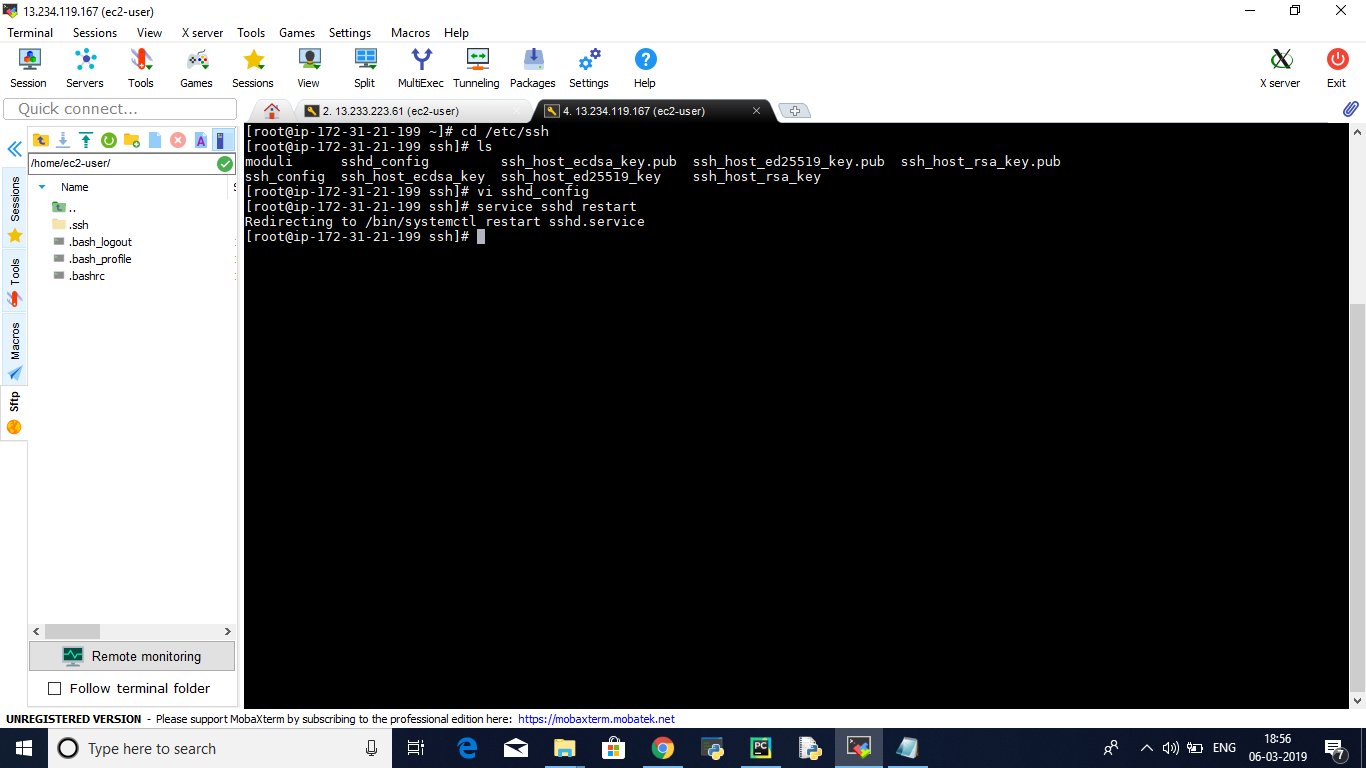 13.234.119.167 (ec2-user)
Terminal Sessions View X server Tools Games Settings Macros Help
Session Servers Tools Games Sessions View Split MultiExec Tunneling Packages Settings Help X server Exit
Quick connect...
2. 13.233.223.61 (ec2-user)
4. 13.234.119.167 (ec2-user)
Sessions
Tools
Macros
Sftp
/home/ec2-user/
Name
..
.ssh
.bash_logout
.bash_profile
.bashrc
Remote monitoring
Follow terminal folder
[root@ip-172-31-21-199 ~]# cd /etc/ssh
[root@ip-172-31-21-199 ssh]# ls
moduli sshd_config ssh_host_ecdsa_key.pub ssh_host_ed25519_key.pub ssh_host_rsa_key.pub
ssh_config ssh_host_ecdsa_key ssh_host_ed25519_key ssh_host_rsa_key
[root@ip-172-31-21-199 ssh]# vi sshd_config
[root@ip-172-31-21-199 ssh]# service sshd restart
Redirecting to /bin/systemctl restart sshd.service
[root@ip-172-31-21-199 ssh]#
UNREGISTERED VERSION - Please support MobaXterm by subscribing to the professional edition here: https://mobaxterm.mobatek.net
Type here to search
ENG
18:56
06-03-2019
7